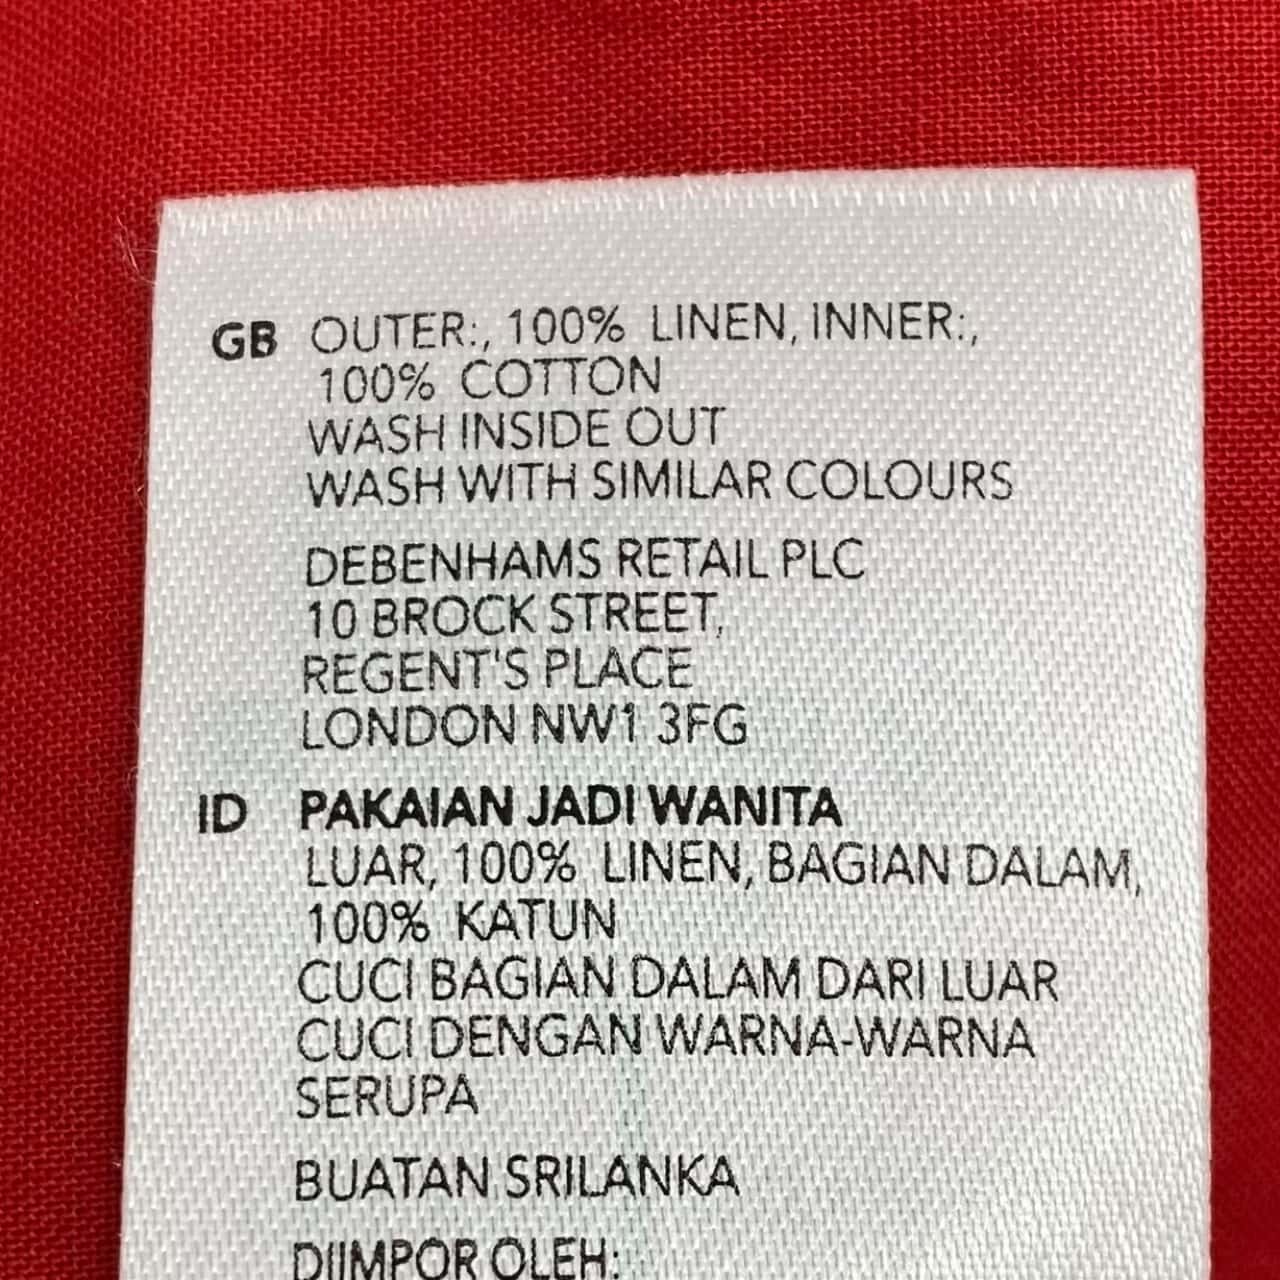 GB OUTER:, 100% LINEN, INNER:,
100% COTTON
WASH INSIDE OUT
WASH WITH SIMILAR COLOURS
DEBENHAMS RETAIL PLC
10 BROCK STREET,
REGENT'S PLACE
LONDON NW1 3FG
ID PAKAIAN JADI WANITA
LUAR, 100% LINEN, BAGIAN DALAM,
100% KATUN
CUCI BAGIAN DALAM DARI LUAR
CUCI DENGAN WARNA-WARNA
SERUPA
BUATAN SRILANKA
DIIMPOR OLEH: